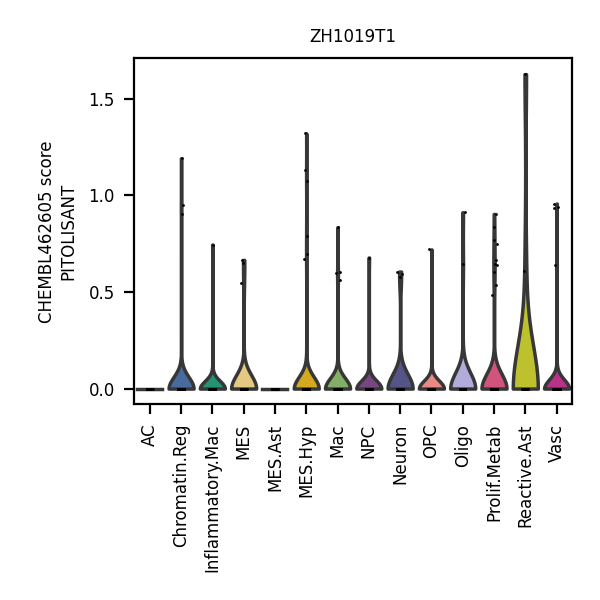 ZH1019T1
CHEMBL462605 score
PITOLISANT
1.5
1.0
0.5
0.0
AC
Chromatin.Reg
Inflammatory.Mac
MES
MES.Ast
MES.Hyp
Mac
NPC
Neuron
OPC
Oligo
Prolif.Metab
Reactive.Ast
Vasc